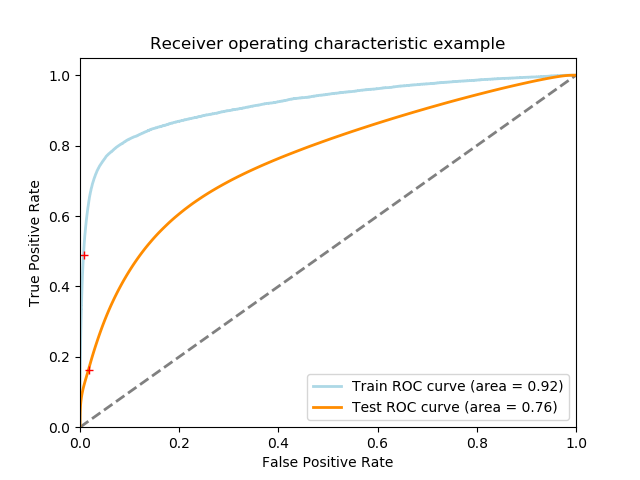 Receiver operating characteristic example
1.0
0.8
0.6
0.4
0.2
0.0
True Positive Rate
Train ROC curve (area = 0.92)
Test ROC curve (area = 0.76)
0.0 0.2 0.4 0.6 0.8 1.0
False Positive Rate